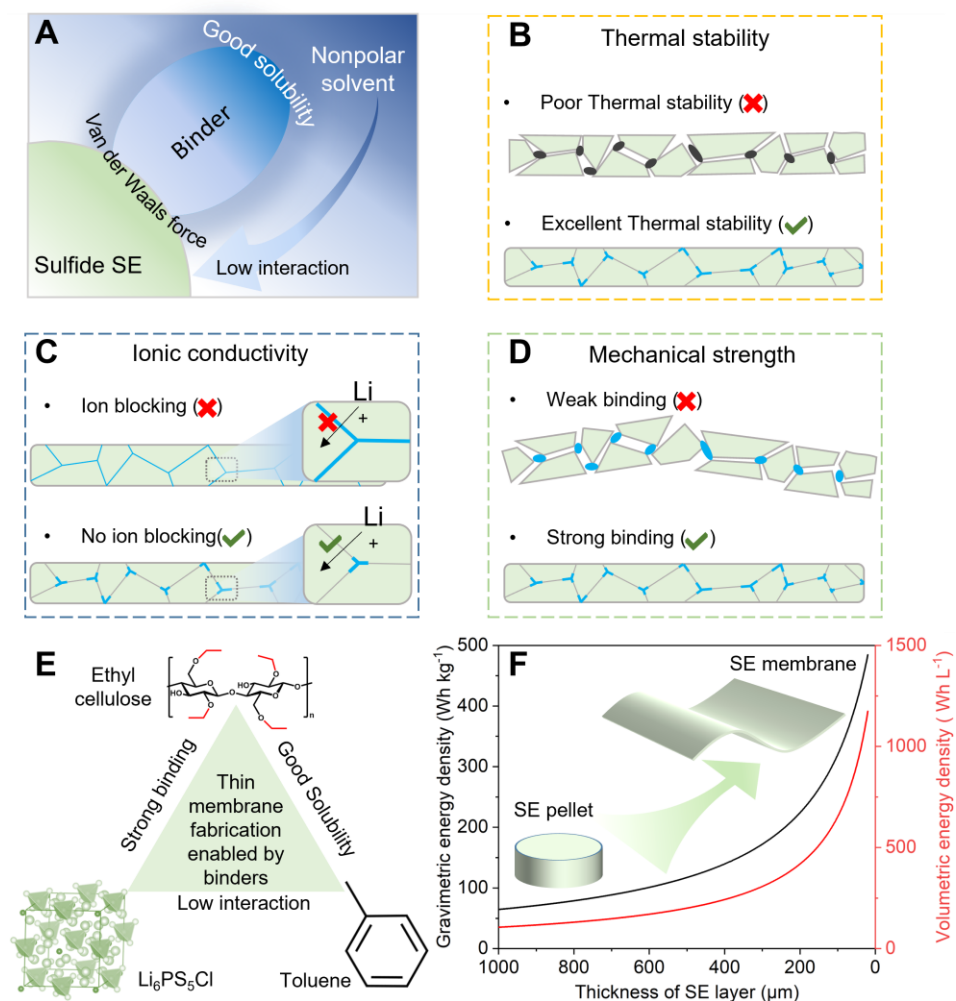 A
Good solubility
Nonpolar
solvent
Binder
Van der Waals force
Sulfide SE
Low interaction
B
Thermal stability
• Poor Thermal stability (✖)
• Excellent Thermal stability (✔)
C
Ionic conductivity
• Ion blocking (✖)
Li
+
• No ion blocking(✔)
Li
+
D
Mechanical strength
• Weak binding (✖)
• Strong binding (✔)
E
Ethyl
cellulose
O
O
HO
O
O
O
O
HO
O
O
n
Strong binding
Good Solubility
Thin
membrane
fabrication
enabled by
binders
Low interaction
Li₆PS₅Cl
Toluene
F
SE membrane
SE pellet
Gravimetric energy density (Wh kg⁻¹)
500
400
300
200
100
0
1000
800
600
400
200
0
Thickness of SE layer (μm)
1500
1000
500
0
Volumetric energy density ( Wh L⁻¹)